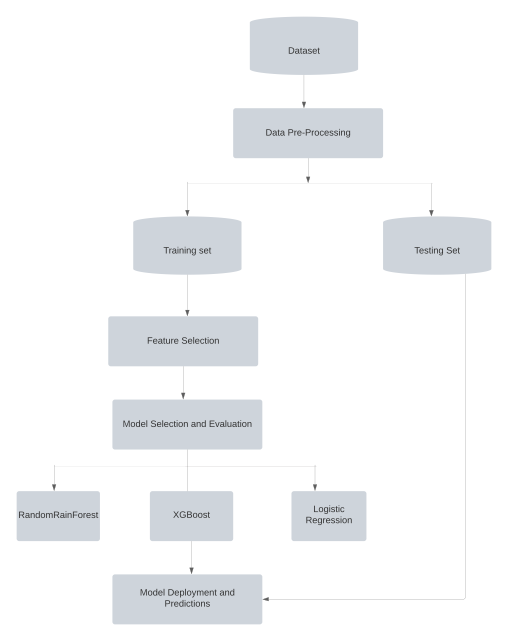 Dataset
Data Pre-Processing
Training set
Testing Set
Feature Selection
Model Selection and Evaluation
RandomRainForest
XGBoost
Logistic
Regression
Model Deployment and
Predictions